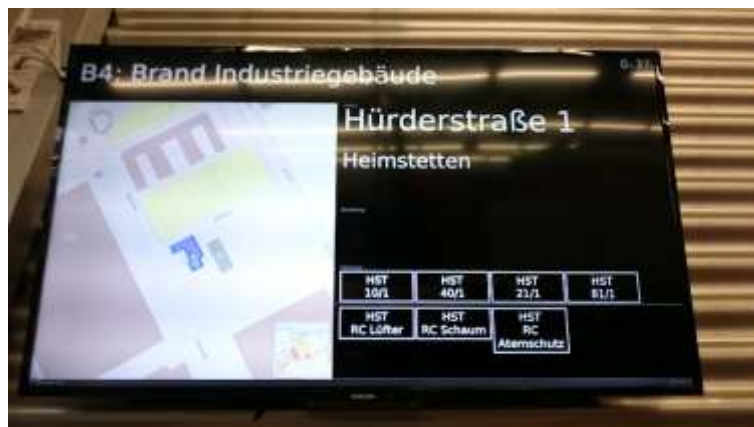 B4: Brand Industriegebäude
Hürderstraße 1
Heimstetten
HST
10/1
HST
40/1
HST
21/1
HST
81/1
HST
RC Lüfter
HST
RC Schaum
HST
RC
Atemschutz